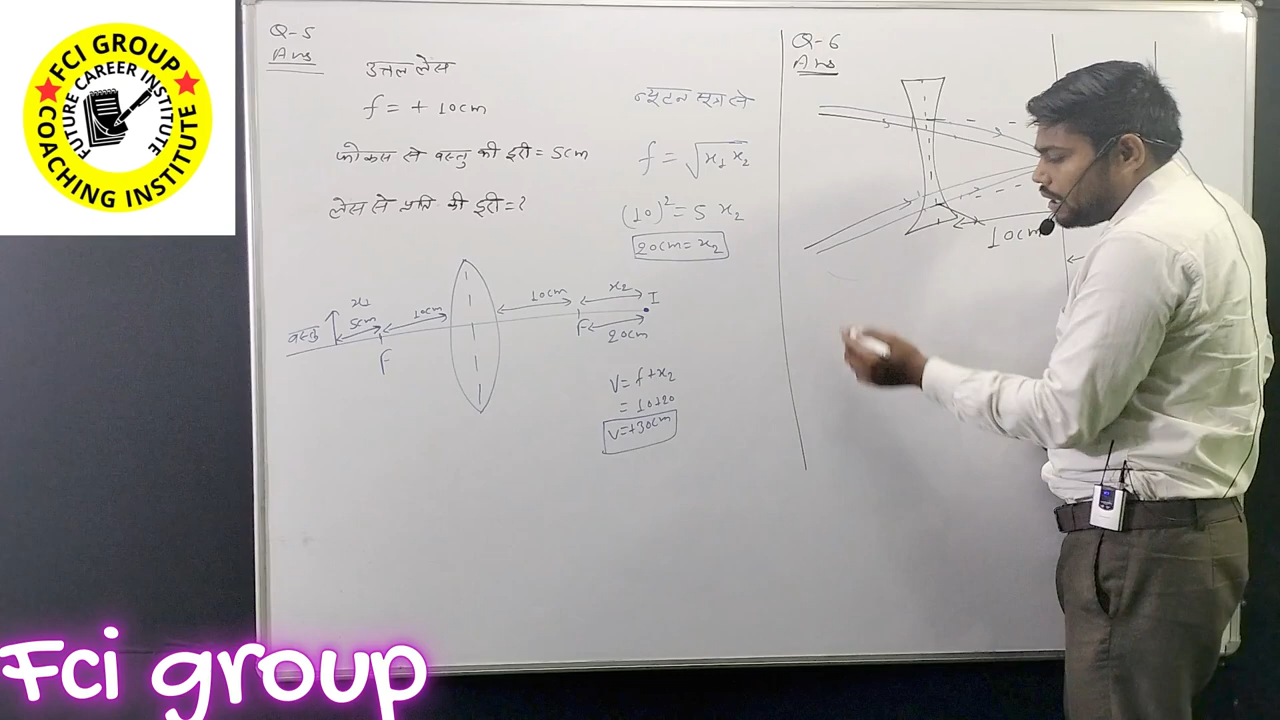 FCI GROUP
FUTURE CAREER INSTITUTE
COACHING INSTITUTE
Q-5
Ans
उत्तल लेंस
f = + 10cm
फोकस से वस्तु की दूरी = 5cm
लेंस से प्रति की दूरी = ?
न्यूटन सूत्र से
f = √x₁ x₂
(10)² = 5 x₂
20cm = x₂
वस्तु
x₁
5cm
10cm
F
10cm
x₂
I
F
20cm
V = f + x₂
= 10+20
V = +30cm
Q-6
Ans
10cm
Fci group